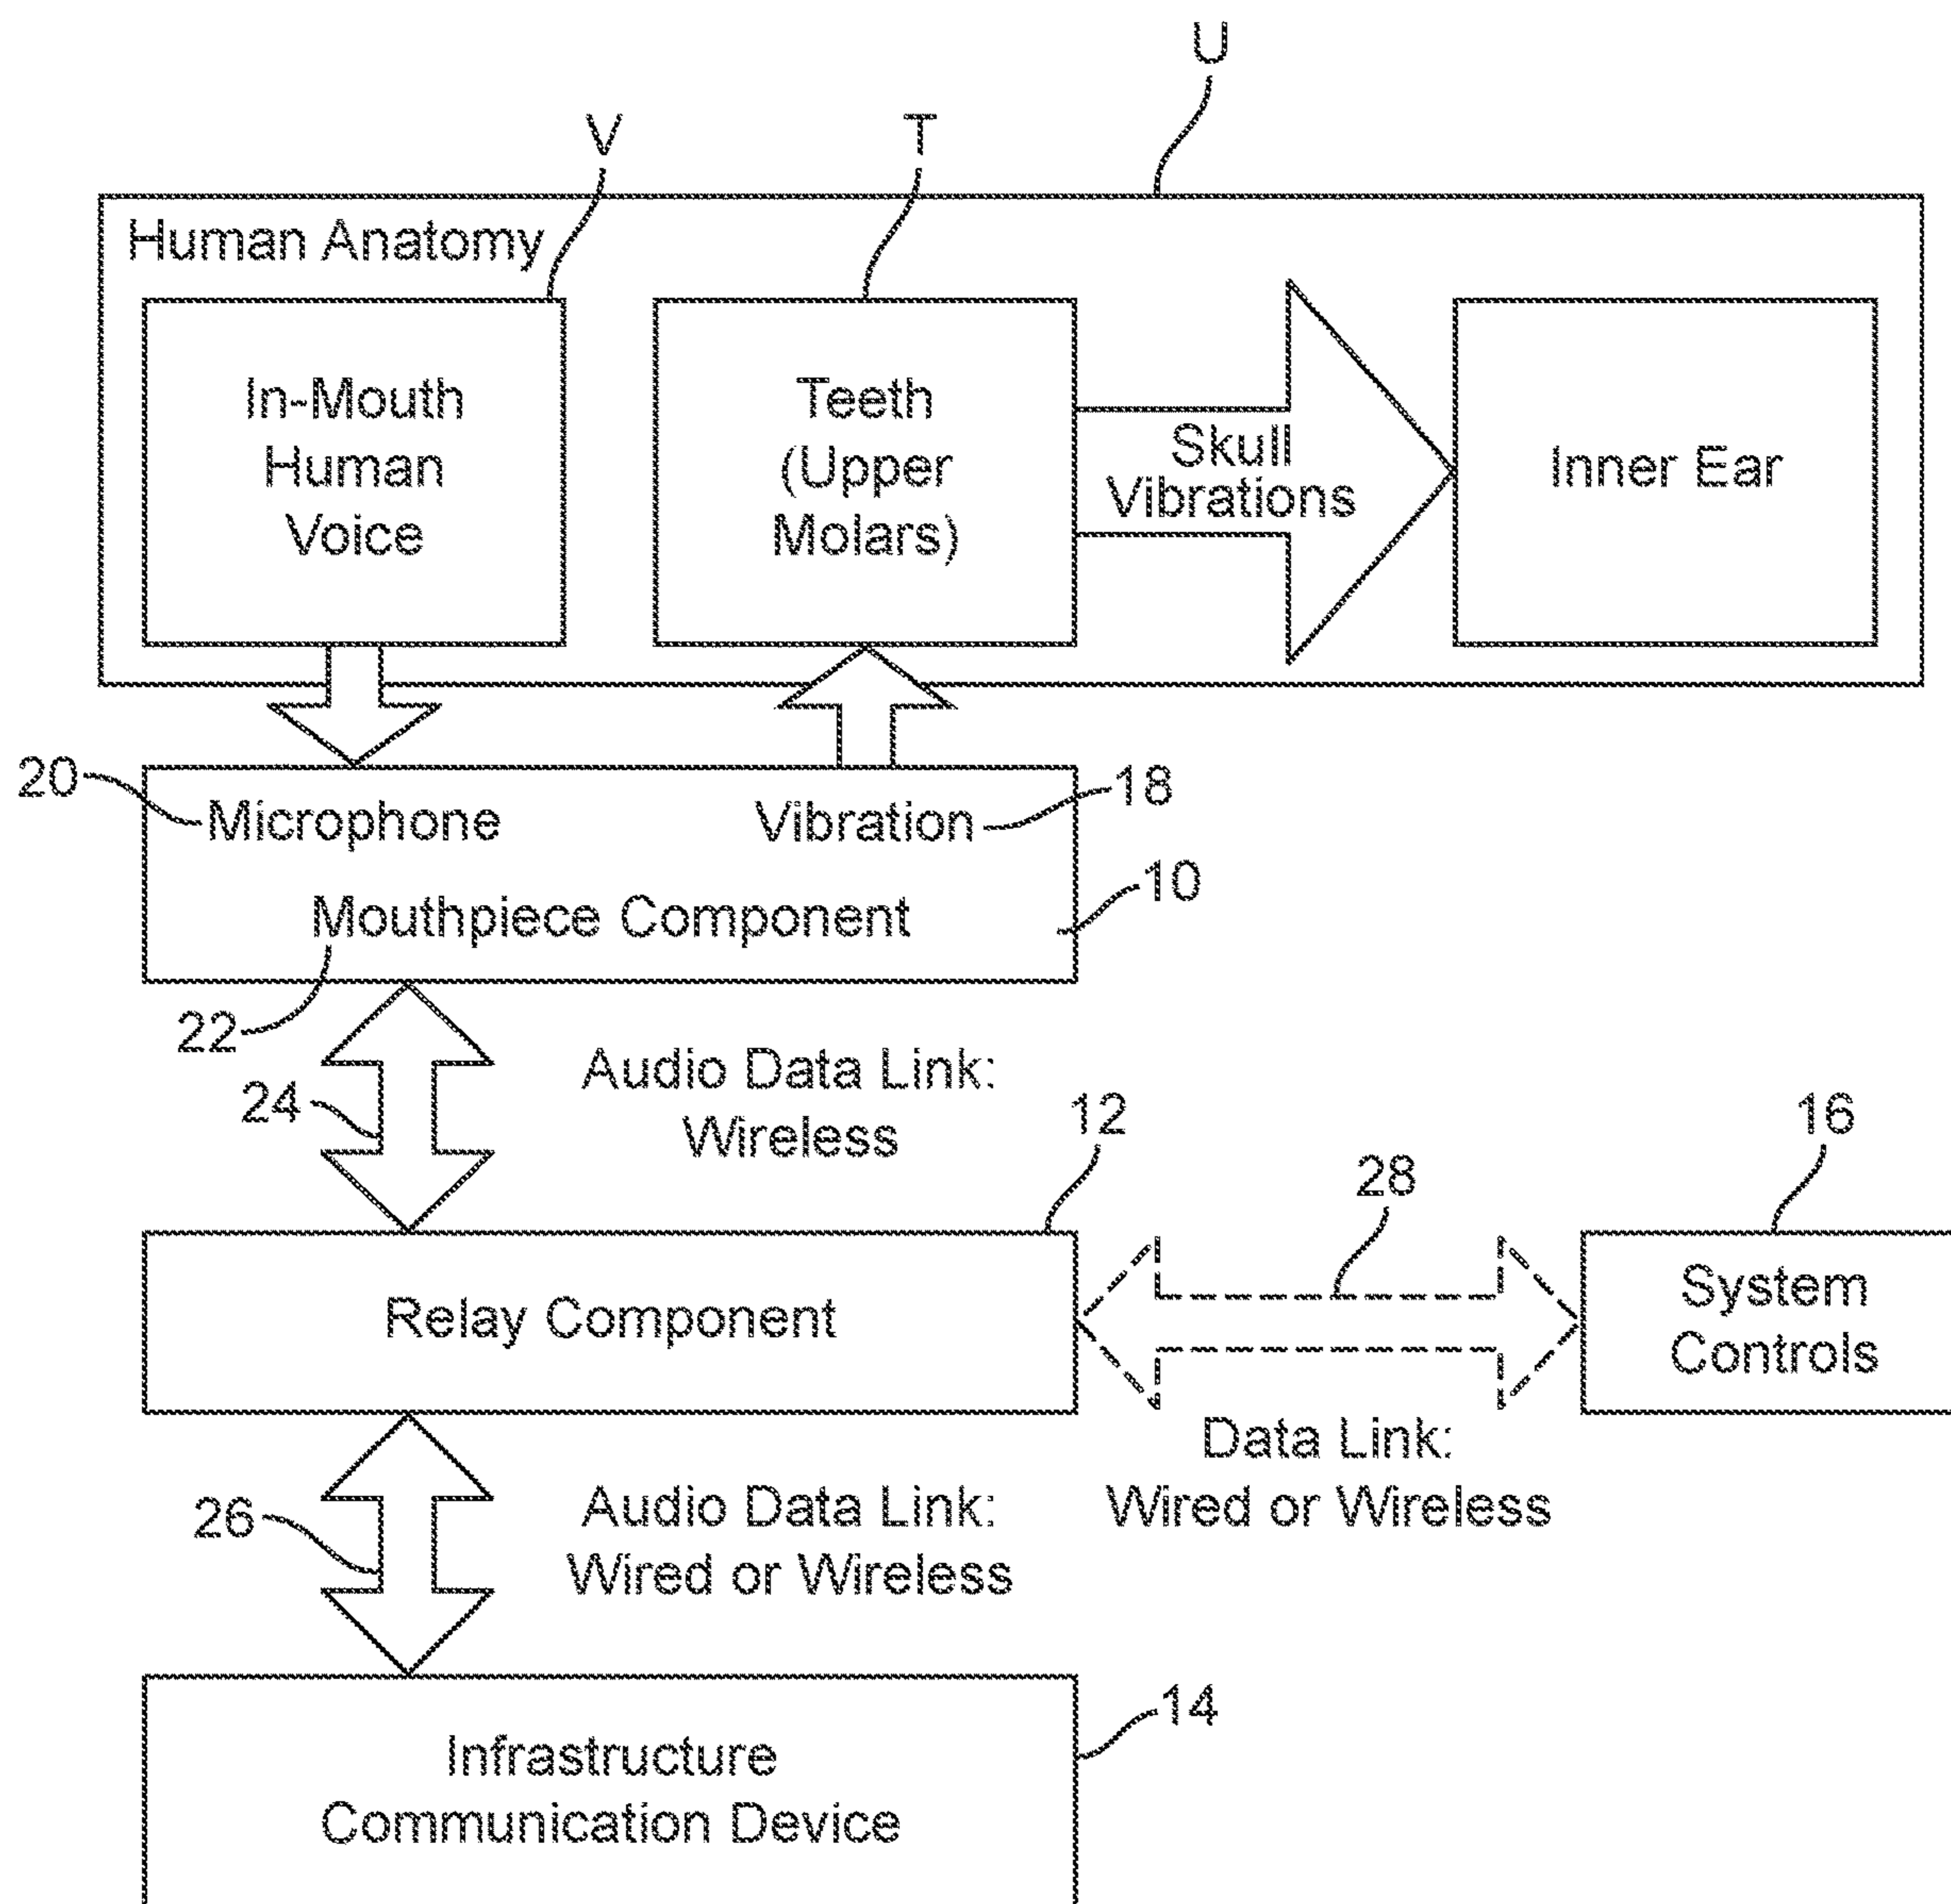 U
V
T
Human Anatomy
In-Mouth
Human
Voice
Teeth
(Upper
Molars)
Skull
Vibrations
Inner Ear
20
Microphone
Vibration
18
Mouthpiece Component
10
22
24
Audio Data Link:
Wireless
12
28
16
Relay Component
System
Controls
Data Link:
Wired or Wireless
26
Audio Data Link:
Wired or Wireless
14
Infrastructure
Communication Device